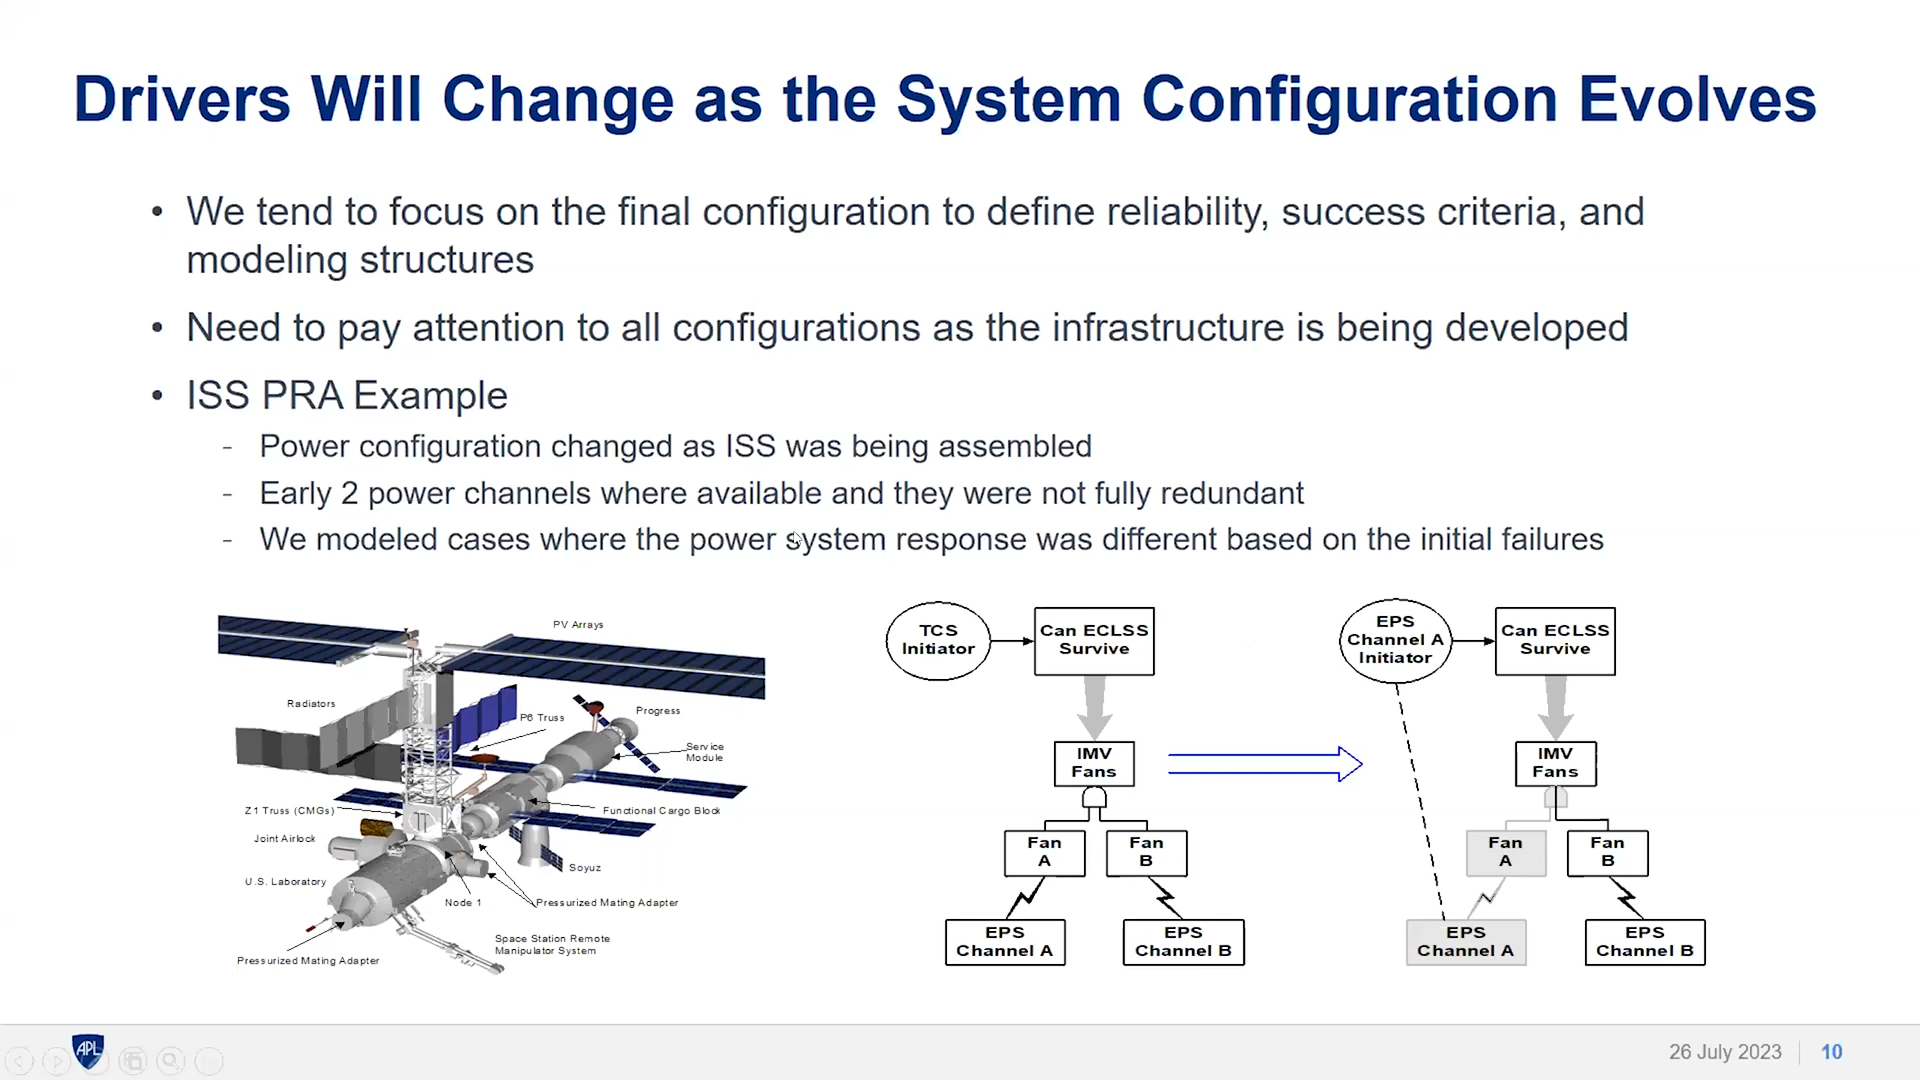 Drivers Will Change as the System Configuration Evolves
• We tend to focus on the final configuration to define reliability, success criteria, and
modeling structures
• Need to pay attention to all configurations as the infrastructure is being developed
• ISS PRA Example
- Power configuration changed as ISS was being assembled
- Early 2 power channels where available and they were not fully redundant
- We modeled cases where the power system response was different based on the initial failures
PV Arrays
Radiators
P6 Truss
Progress
Service
Module
Z1 Truss (CMGs)
Functional Cargo Block
Joint Airlock
Soyuz
U.S. Laboratory
Node 1
Pressurized Mating Adapter
Space Station Remote
Manipulator System
Pressurized Mating Adapter
TCS
Initiator
Can ECLSS
Survive
IMV
Fans
Fan
A
Fan
B
EPS
Channel A
EPS
Channel B
EPS
Channel A
Initiator
Can ECLSS
Survive
IMV
Fans
Fan
A
Fan
B
EPS
Channel A
EPS
Channel B
APL
26 July 2023
10